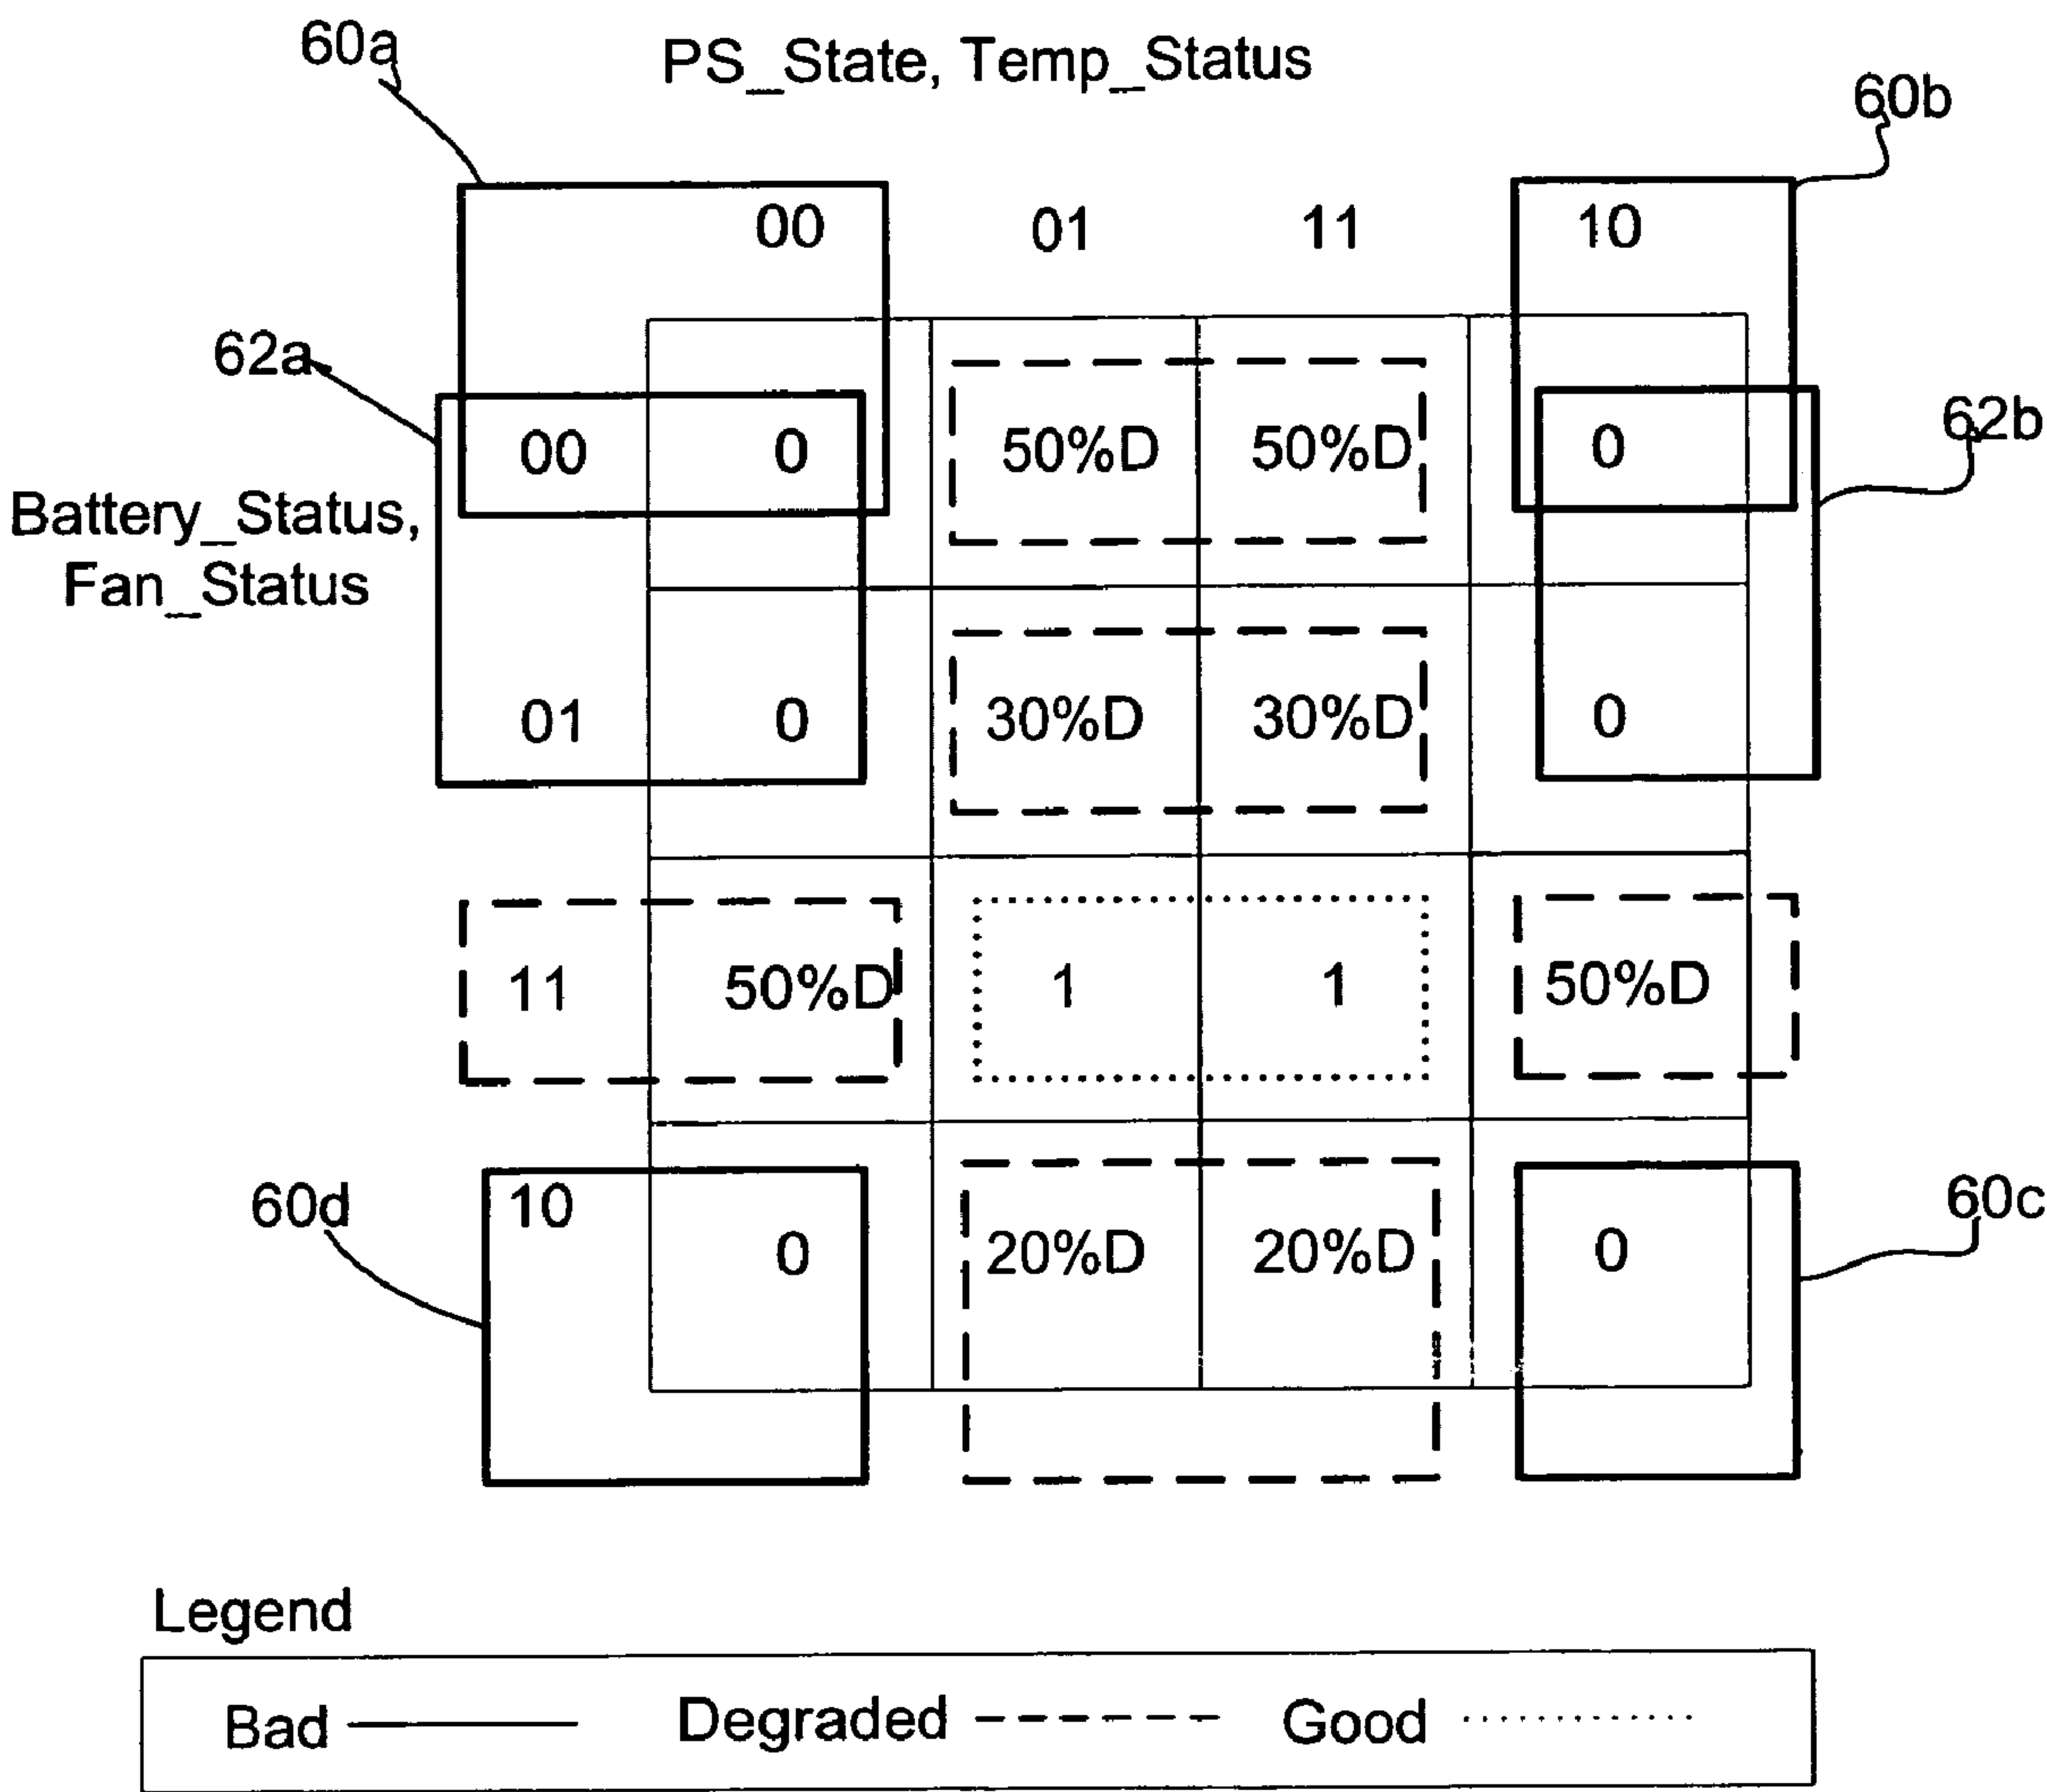 60a
PS_State, Temp_Status
60b
00 01 11 10
62a
00 0 50%D 50%D 0
62b
Battery_Status,
Fan_Status
01 0 30%D 30%D 0
11 50%D 1 1 50%D
60d
10
0 20%D 20%D 0
60c
Legend
Bad Degraded Good